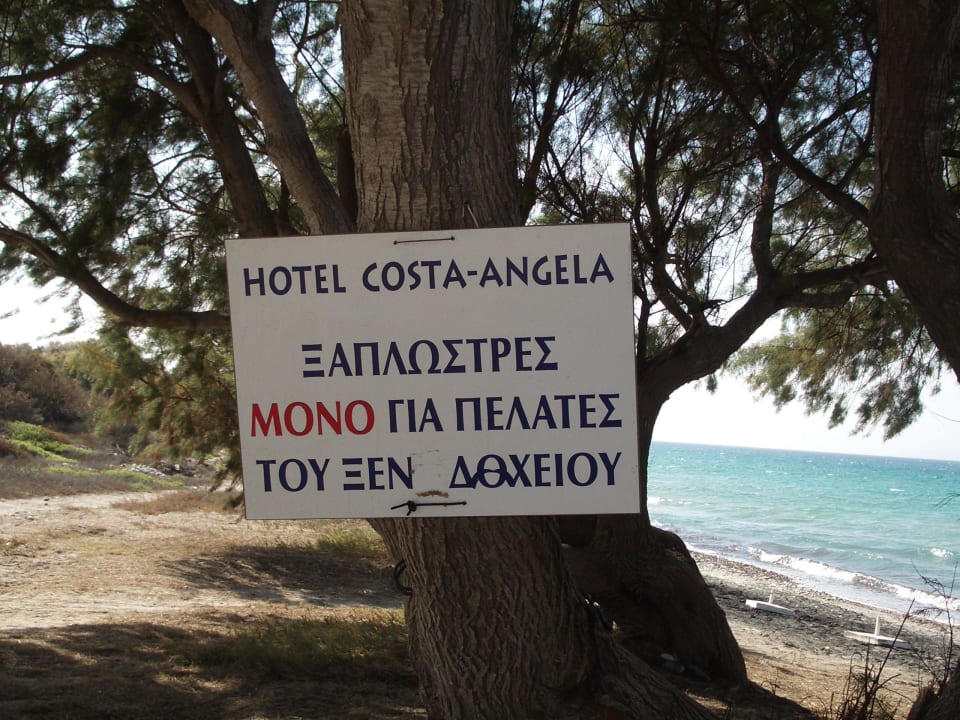 HOTEL COSTA-ANGELA
ΞΑΠΛΩΣΤΡΕΣ
ΜΟΝΟ ΓΙΑ ΠΕΛΑΤΕΣ
ΤΟΥ ΞΕΝ ΔΟΧΕΙΟΥ